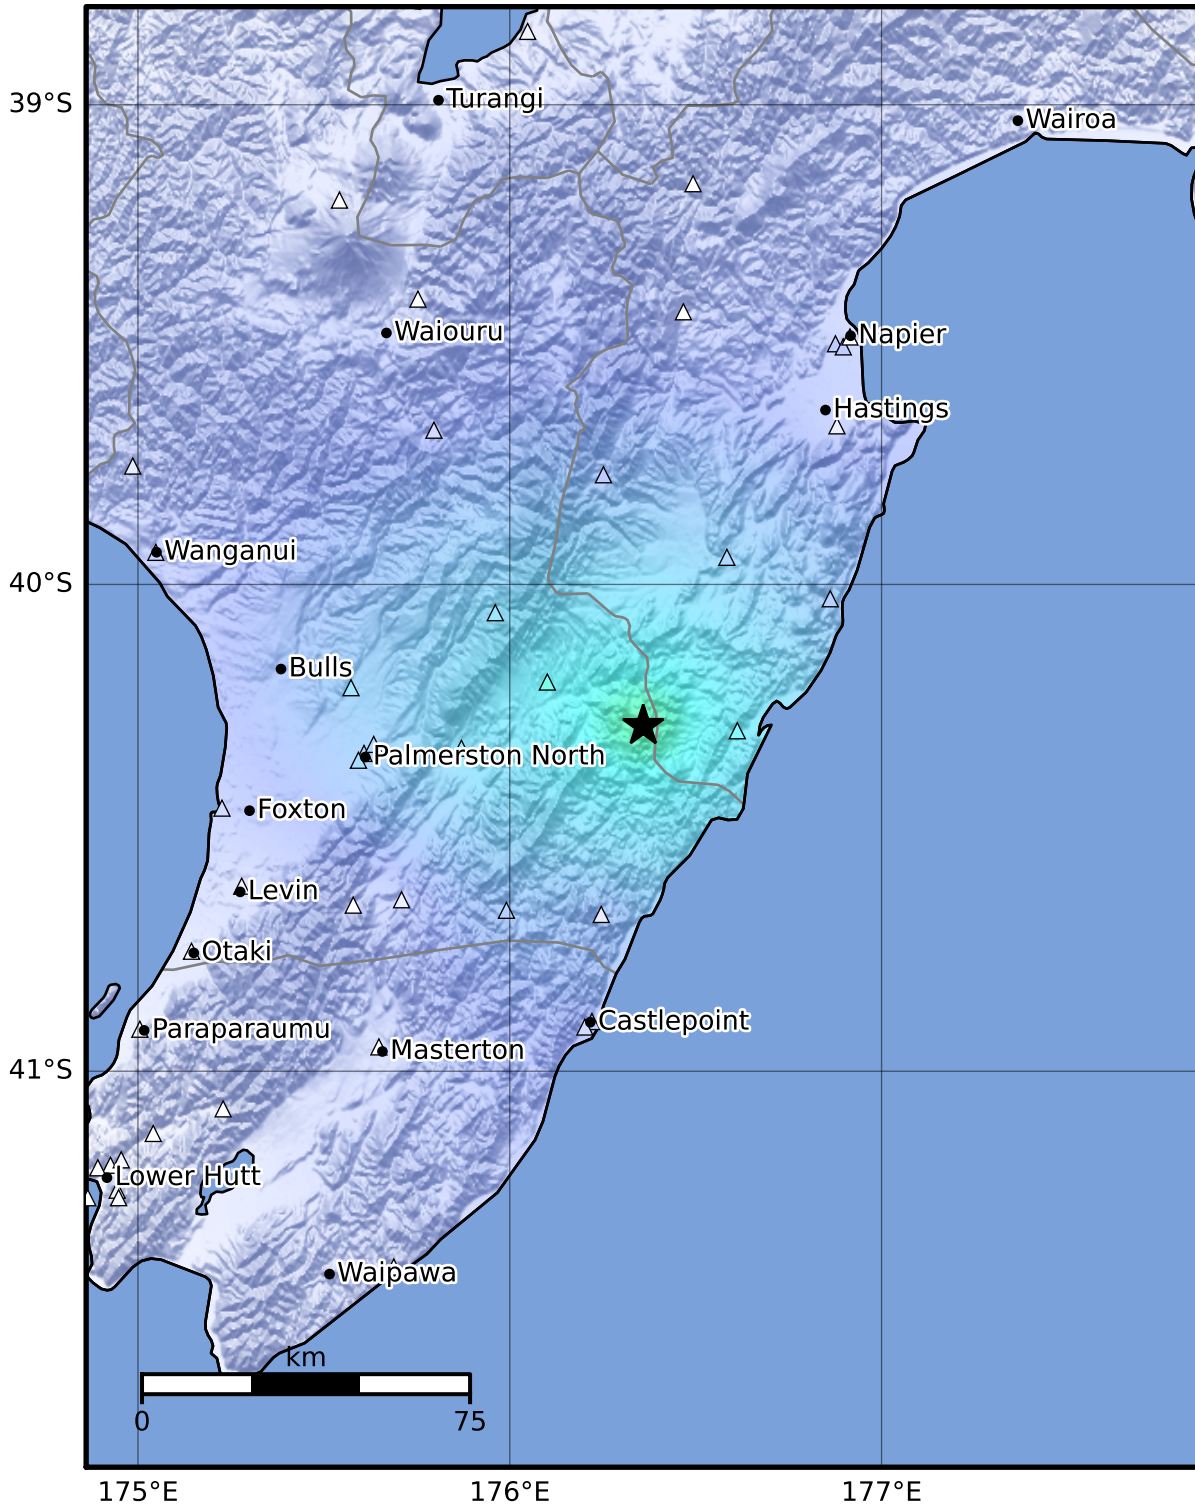 Turangi
39°S
Wairoa
Waiouru
Napier
Hastings
Wanganui
40°S
Bulls
Palmerston North
Foxton
Levin
Otaki
Castlepoint
Paraparaumu
Masterton
41°S
Lower Hutt
Waipawa
km
0 75
175°E 176°E 177°E